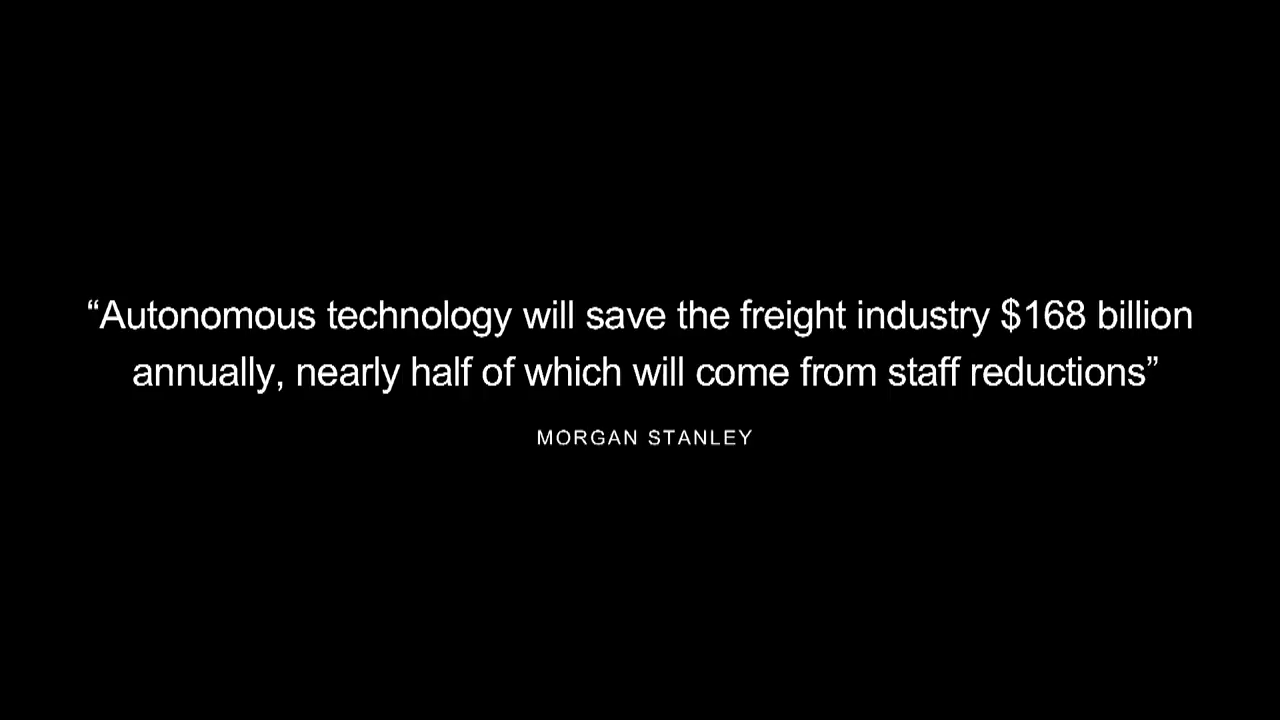 “Autonomous technology will save the freight industry $168 billion
annually, nearly half of which will come from staff reductions”
MORGAN STANLEY